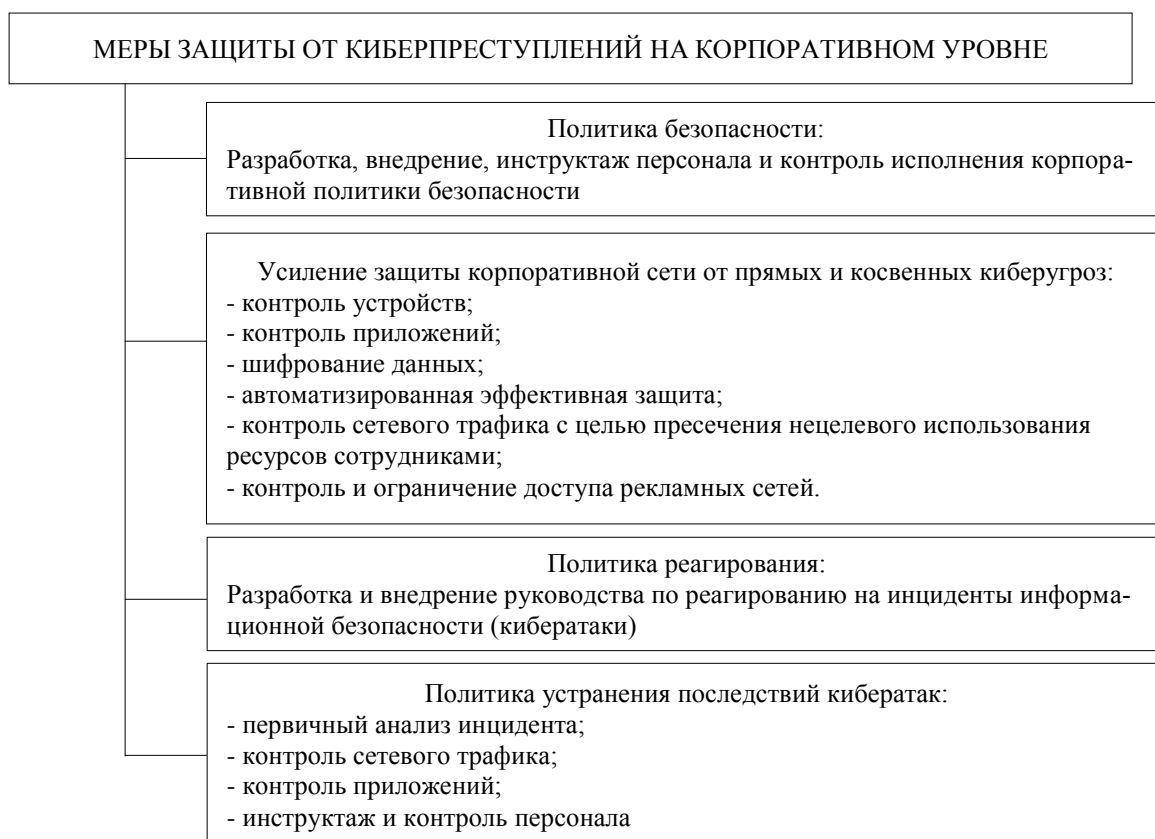 МЕРЫ ЗАЩИТЫ ОТ КИБЕРПРЕСТУПЛЕНИЙ НА КОРПОРАТИВНОМ УРОВНЕ
Политика безопасности:
Разработка, внедрение, инструктаж персонала и контроль исполнения корпора-
тивной политики безопасности
Усиление защиты корпоративной сети от прямых и косвенных киберугроз:
- контроль устройств;
- контроль приложений;
- шифрование данных;
- автоматизированная эффективная защита;
- контроль сетевого трафика с целью пресечения нецелевого использования
ресурсов сотрудниками;
- контроль и ограничение доступа рекламных сетей.
Политика реагирования:
Разработка и внедрение руководства по реагированию на инциденты информа-
ционной безопасности (кибератаки)
Политика устранения последствий кибератак:
- первичный анализ инцидента;
- контроль сетевого трафика;
- контроль приложений;
- инструктаж и контроль персонала